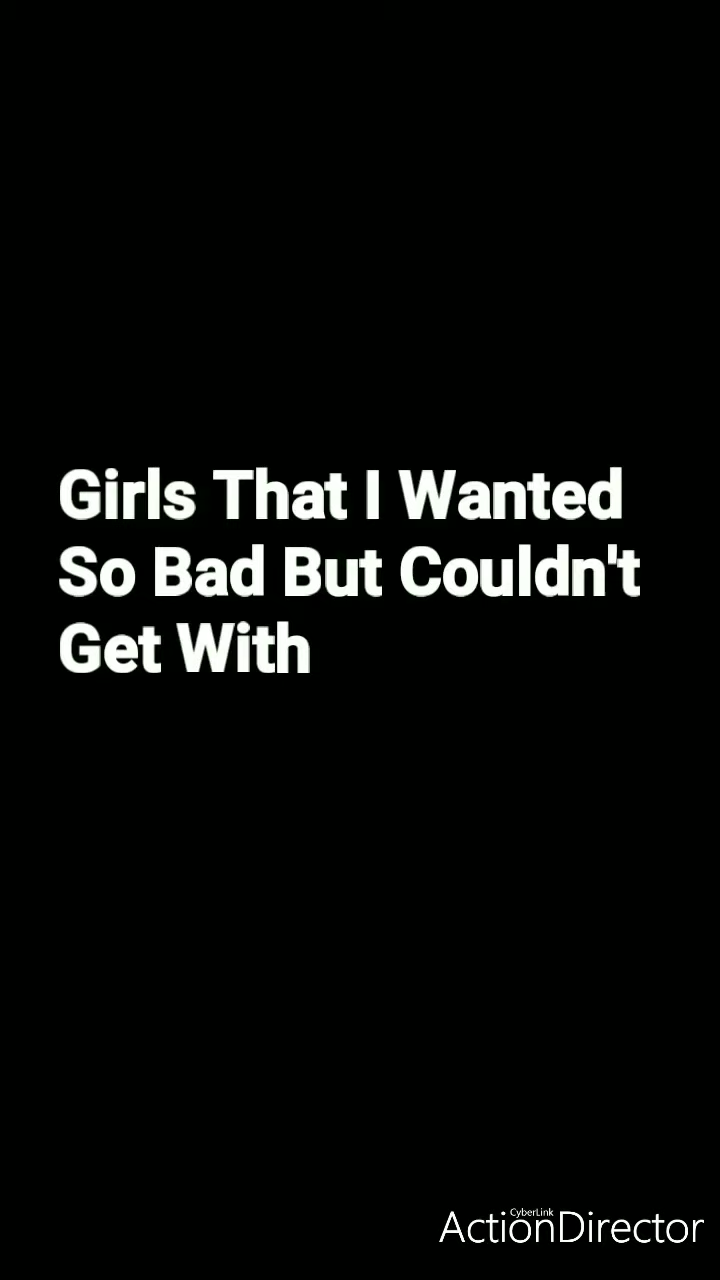 Girls That I Wanted
So Bad But Couldn't
Get With
CyberLink
ActionDirector